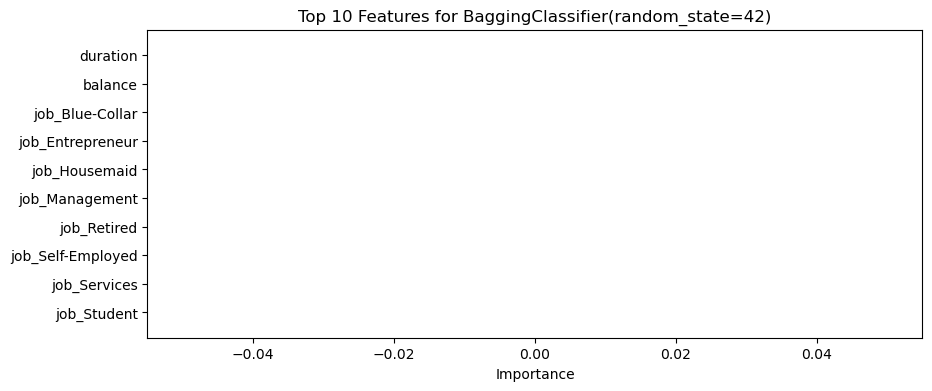 Top 10 Features for BaggingClassifier(random_state=42)
duration
balance
job_Blue-Collar
job_Entrepreneur
job_Housemaid
job_Management
job_Retired
job_Self-Employed
job_Services
job_Student
−0.04 −0.02 0.00 0.02 0.04
Importance